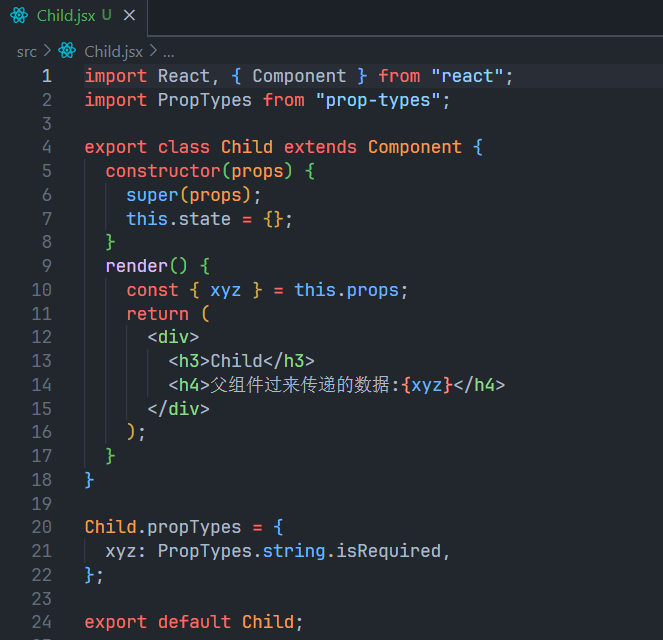 Child.jsx U ×
src > Child.jsx > ...
1 import React, { Component } from "react";
2 import PropTypes from "prop-types";
3
4 export class Child extends Component {
5   constructor(props) {
6     super(props);
7     this.state = {};
8   }
9   render() {
10     const { xyz } = this.props;
11     return (
12       <div>
13         <h3>Child</h3>
14         <h4>父组件过来传递的数据:{xyz}</h4>
15       </div>
16     );
17   }
18 }
19
20 Child.propTypes = {
21   xyz: PropTypes.string.isRequired,
22 };
23
24 export default Child;